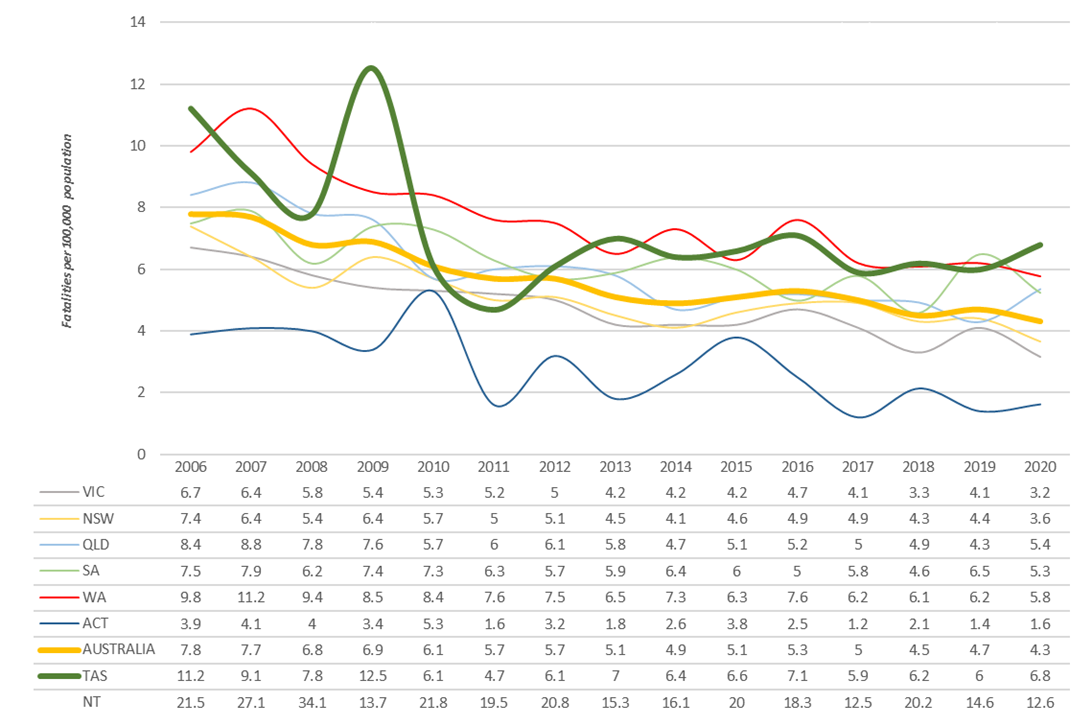 14
12
10
8
6
4
2
0
Fatalities per 100,000 population
2006 2007 2008 2009 2010 2011 2012 2013 2014 2015 2016 2017 2018 2019 2020
VIC 6.7 6.4 5.8 5.4 5.3 5.2 5 4.2 4.2 4.2 4.7 4.1 3.3 4.1 3.2
NSW 7.4 6.4 5.4 6.4 5.7 5 5.1 4.5 4.1 4.6 4.9 4.9 4.3 4.4 3.6
QLD 8.4 8.8 7.8 7.6 5.7 6 6.1 5.8 4.7 5.1 5.2 5 4.9 4.3 5.4
SA 7.5 7.9 6.2 7.4 7.3 6.3 5.7 5.9 6.4 6 5 5.8 4.6 6.5 5.3
WA 9.8 11.2 9.4 8.5 8.4 7.6 7.5 6.5 7.3 6.3 7.6 6.2 6.1 6.2 5.8
ACT 3.9 4.1 4 3.4 5.3 1.6 3.2 1.8 2.6 3.8 2.5 1.2 2.1 1.4 1.6
AUSTRALIA 7.8 7.7 6.8 6.9 6.1 5.7 5.7 5.1 4.9 5.1 5.3 5 4.5 4.7 4.3
TAS 11.2 9.1 7.8 12.5 6.1 4.7 6.1 7 6.4 6.6 7.1 5.9 6.2 6 6.8
NT 21.5 27.1 34.1 13.7 21.8 19.5 20.8 15.3 16.1 20 18.3 12.5 20.2 14.6 12.6